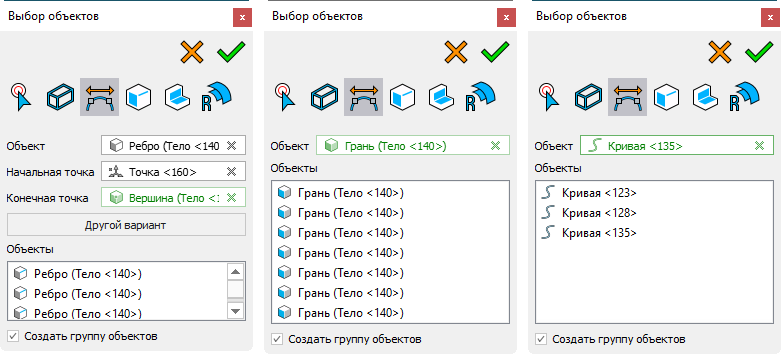 Выбор объектов
Объект
Ребро (Тело <140
Начальная точка
Точка <160>
Конечная точка
Вершина (Тело <1
Другой вариант
Объекты
Ребро (Тело <140>)
Ребро (Тело <140>)
Ребро (Тело <140>)
Создать группу объектов
Выбор объектов
Объект
Грань (Тело <140>)
Объекты
Грань (Тело <140>)
Грань (Тело <140>)
Грань (Тело <140>)
Грань (Тело <140>)
Грань (Тело <140>)
Грань (Тело <140>)
Грань (Тело <140>)
Создать группу объектов
Выбор объектов
Объект
Кривая <135>
Объекты
Кривая <123>
Кривая <128>
Кривая <135>
Создать группу объектов